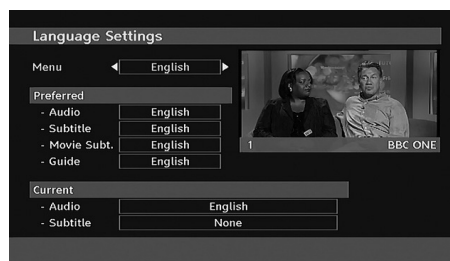 Language Settings
Menu English
Preferred
- Audio English
- Subtitle English
- Movie Subt. English
- Guide English
1 BBC ONE
Current
- Audio English
- Subtitle None